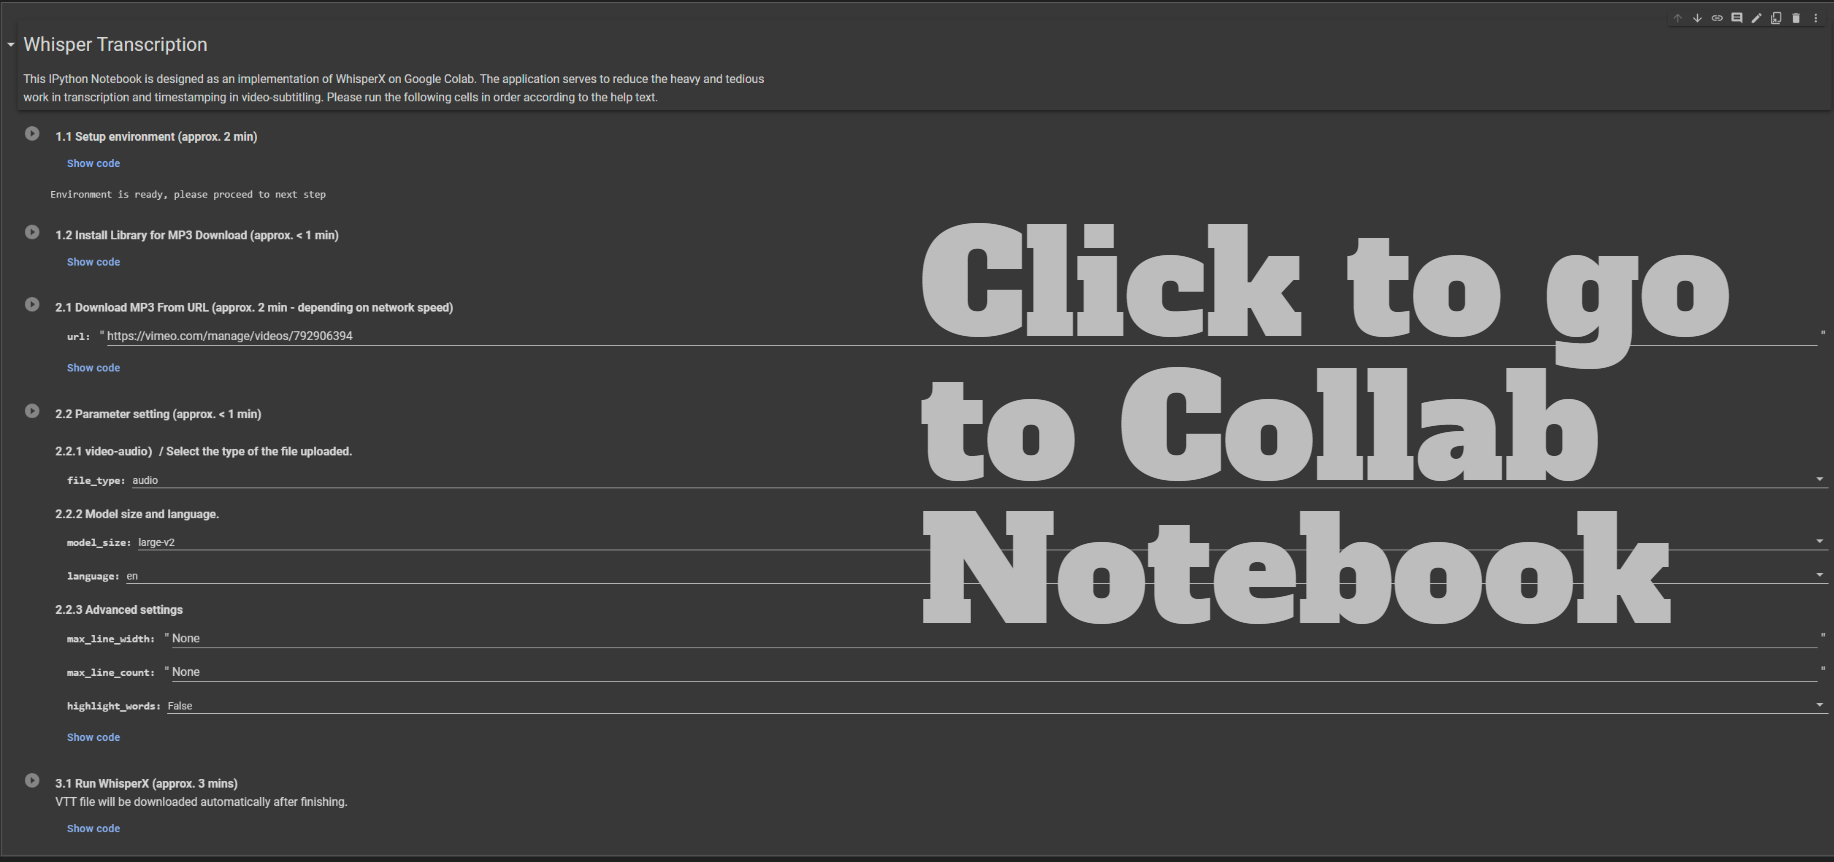 Whisper Transcription
This IPython Notebook is designed as an implementation of WhisperX on Google Colab. The application serves to reduce the heavy and tedious
work in transcription and timestamping in video-subtitling. Please run the following cells in order according to the help text.
1.1 Setup environment (approx. 2 min)
Show code
Environment is ready, please proceed to next step
1.2 Install Library for MP3 Download (approx. < 1 min)
Show code
2.1 Download MP3 From URL (approx. 2 min - depending on network speed)
url: " https://vimeo.com/manage/videos/792906394 "
Show code
2.2 Parameter setting (approx. < 1 min)
2.2.1 video-audio) / Select the type of the file uploaded.
file_type: audio
2.2.2 Model size and language.
model_size: large-v2
language: en
2.2.3 Advanced settings
max_line_width: " None "
max_line_count: " None "
highlight_words: False
Show code
3.1 Run WhisperX (approx. 3 mins)
VTT file will be downloaded automatically after finishing.
Show code
Click to go
to Collab
Notebook